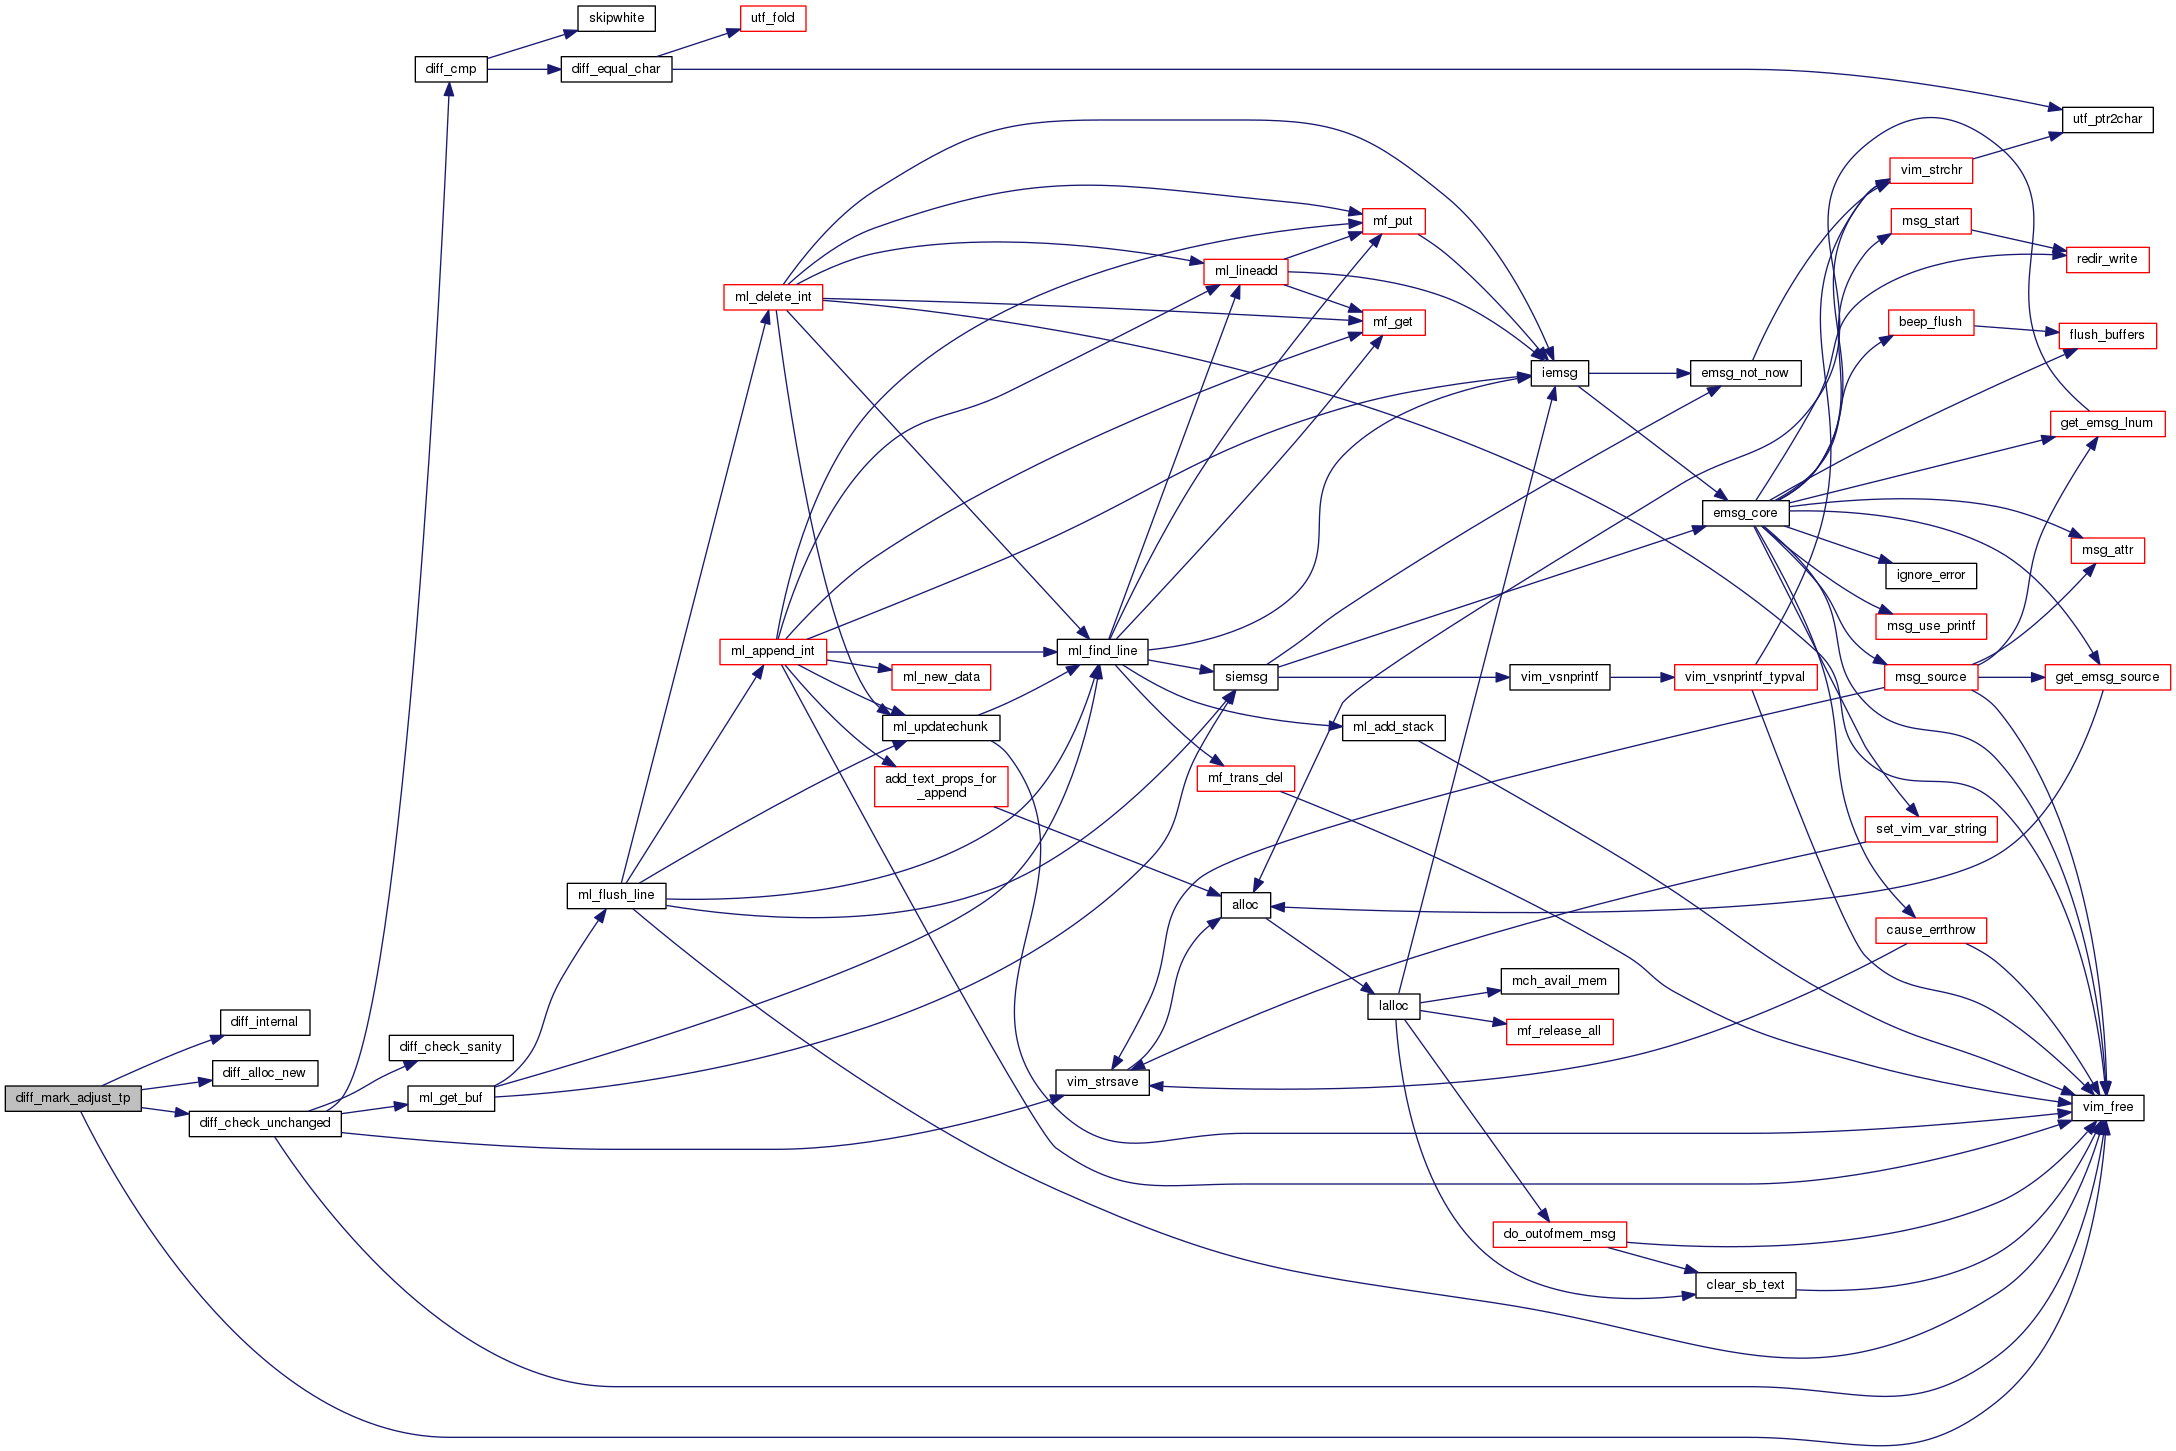 skipwhite
utf_fold
diff_cmp
diff_equal_char
utf_ptr2char
vim_strchr
mf_put
msg_start
redir_write
ml_lineadd
ml_delete_int
mf_get
beep_flush
flush_buffers
iemsg
emsg_not_now
get_emsg_lnum
emsg_core
msg_attr
ignore_error
msg_use_printf
ml_append_int
ml_find_line
ml_new_data
siemsg
vim_vsnprintf
vim_vsnprintf_typval
msg_source
get_emsg_source
ml_updatechunk
ml_add_stack
add_text_props_for
_append
mf_trans_del
set_vim_var_string
ml_flush_line
alloc
cause_errthrow
mch_avail_mem
lalloc
mf_release_all
diff_internal
diff_check_sanity
diff_alloc_new
vim_strsave
diff_mark_adjust_tp
ml_get_buf
vim_free
diff_check_unchanged
do_outofmem_msg
clear_sb_text